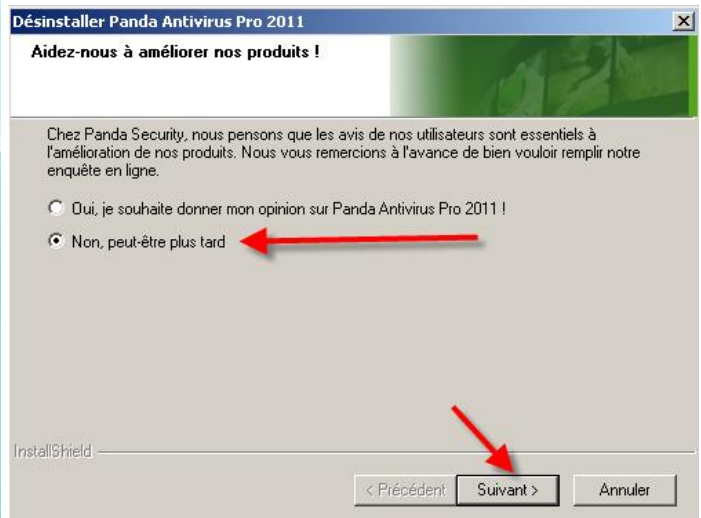 Désinstaller Panda Antivirus Pro 2011
Aidez-nous à améliorer nos produits !
Chez Panda Security, nous pensons que les avis de nos utilisateurs sont essentiels à
l'amélioration de nos produits. Nous vous remercions à l'avance de bien vouloir remplir notre
enquête en ligne.
Oui, je souhaite donner mon opinion sur Panda Antivirus Pro 2011 !
Non, peut-être plus tard
InstallShield
< Précédent
Suivant >
Annuler